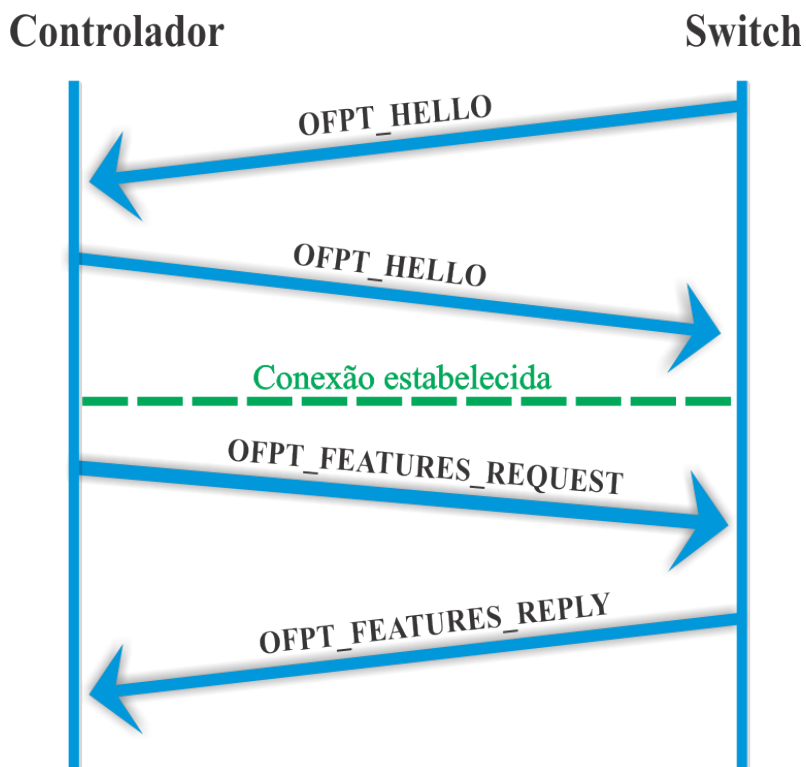 Controlador
Switch
OFPT_HELLO
OFPT_HELLO
Conexão estabelecida
OFPT_FEATURES_REQUEST
OFPT_FEATURES_REPLY